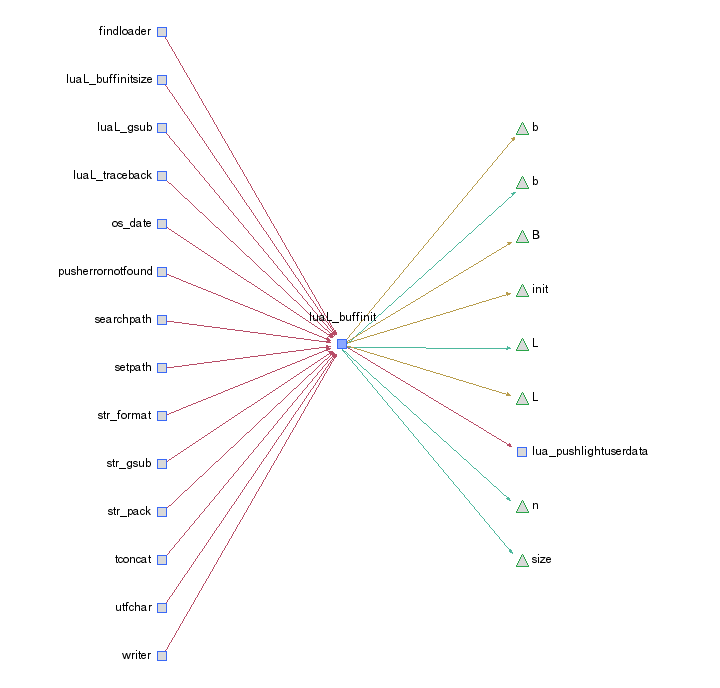 findloader
luaL_buffinitsize
luaL_gsub
luaL_traceback
os_date
pusherrornotfound
searchpath
setpath
str_format
str_gsub
str_pack
tconcat
utfchar
writer
luaL_buffinit
b
b
B
init
L
L
lua_pushlightuserdata
n
size